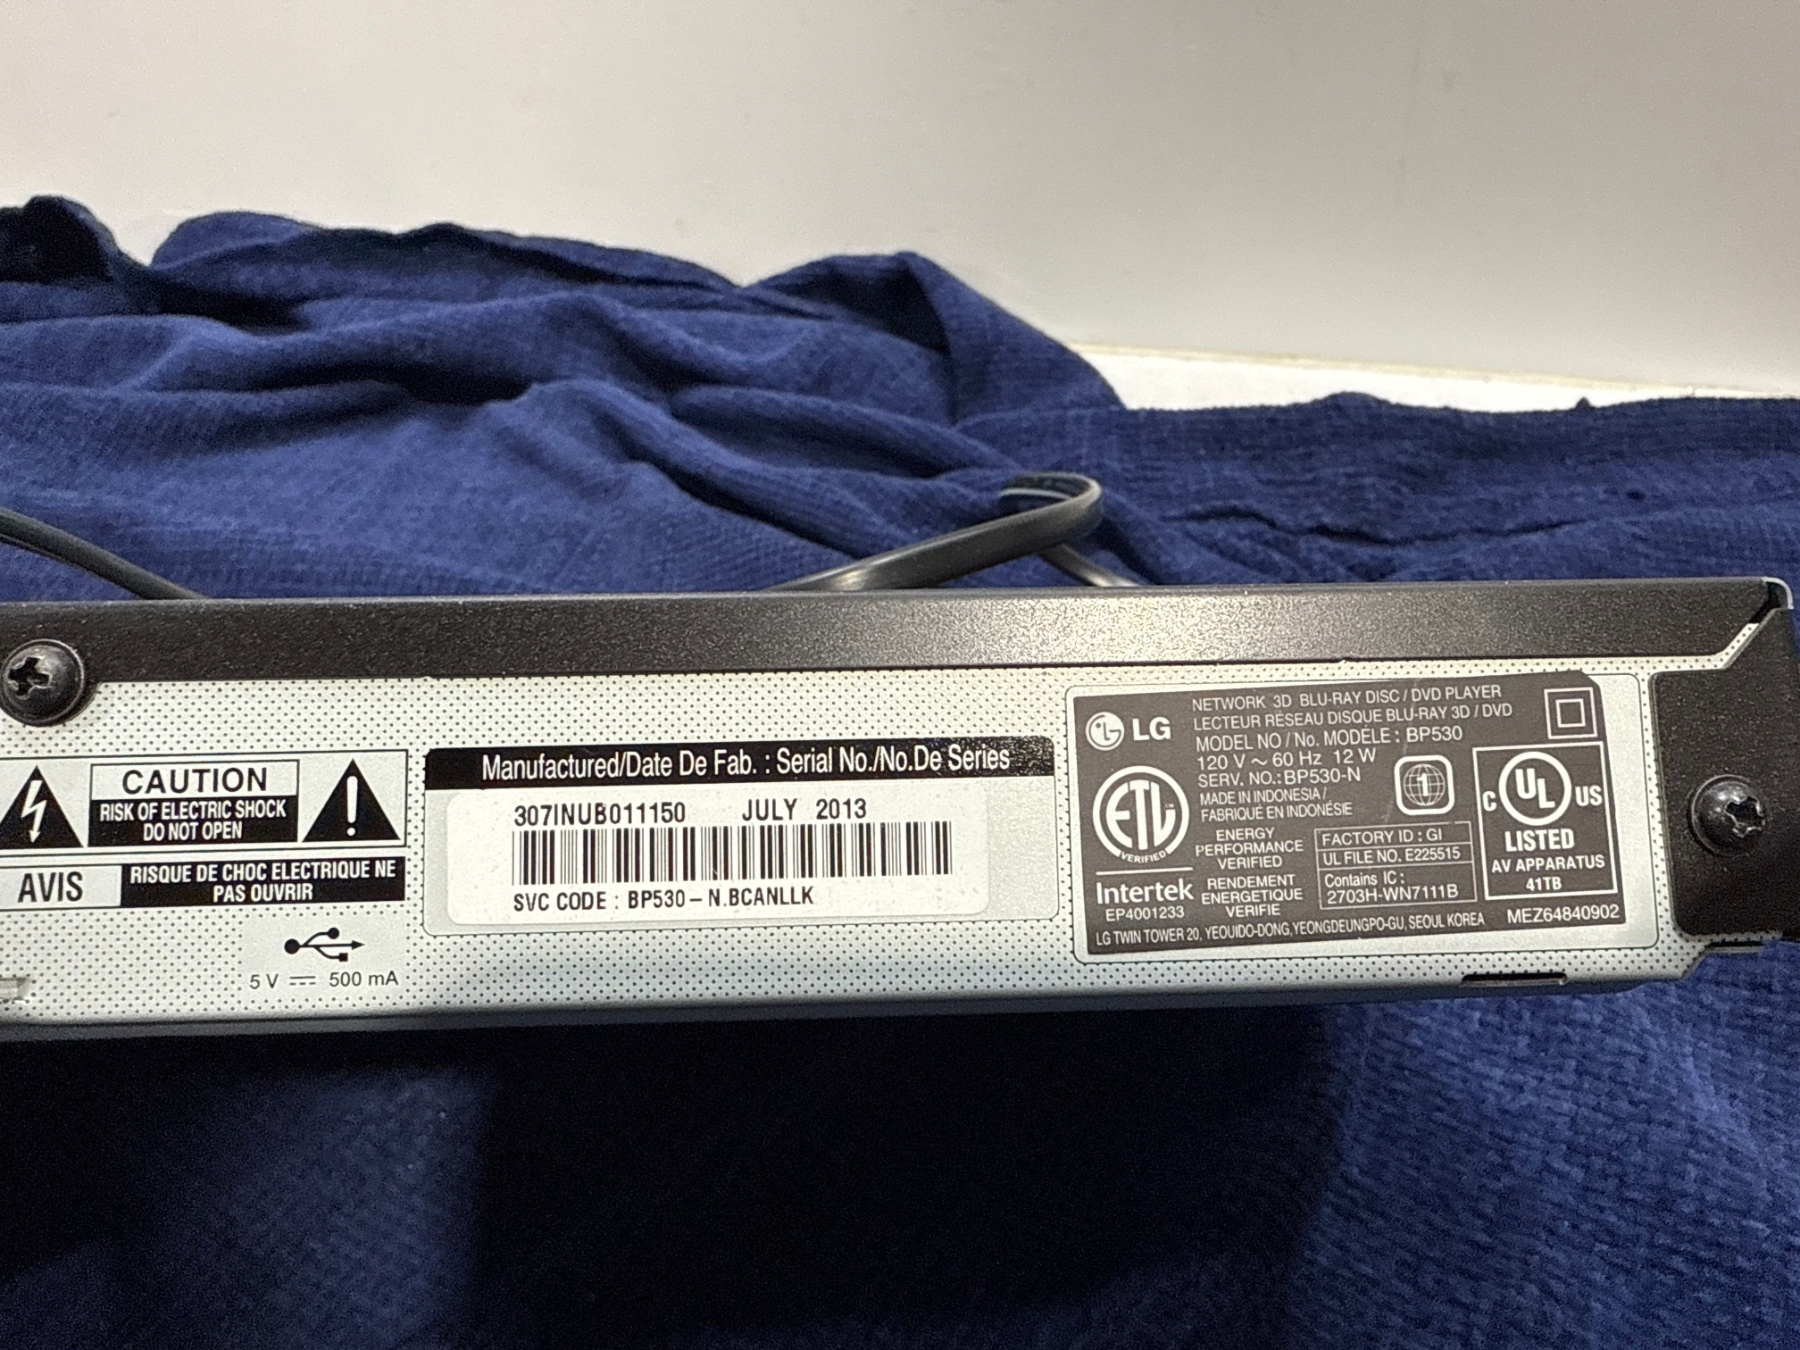 CAUTION
RISK OF ELECTRIC SHOCK
DO NOT OPEN
AVIS
RISQUE DE CHOC ELECTRIQUE NE
PAS OUVRIR
5 V ⎓ 500 mA
Manufactured/Date De Fab. : Serial No./No.De Series
307INUB011150 JULY 2013
SVC CODE : BP530-N.BCANLLK
LG
NETWORK 3D BLU-RAY DISC / DVD PLAYER
LECTEUR RÉSEAU DISQUE BLU-RAY 3D / DVD
MODEL NO / No. MODÈLE : BP530
120 V ~ 60 Hz 12 W
SERV. NO.: BP530-N
MADE IN INDONESIA /
FABRIQUÉ EN INDONÉSIE
1
ETL
VERIFIED
Intertek
EP4001233
ENERGY
PERFORMANCE
VERIFIED
RENDEMENT
ENERGETIQUE
VERIFIE
FACTORY ID : GI
UL FILE NO. E225515
Contains IC :
2703H-WN7111B
C UL US
LISTED
AV APPARATUS
41TB
LG TWIN TOWER 20, YEOUIDO-DONG,YEONGDEUNGPO-GU, SEOUL KOREA MEZ64840902